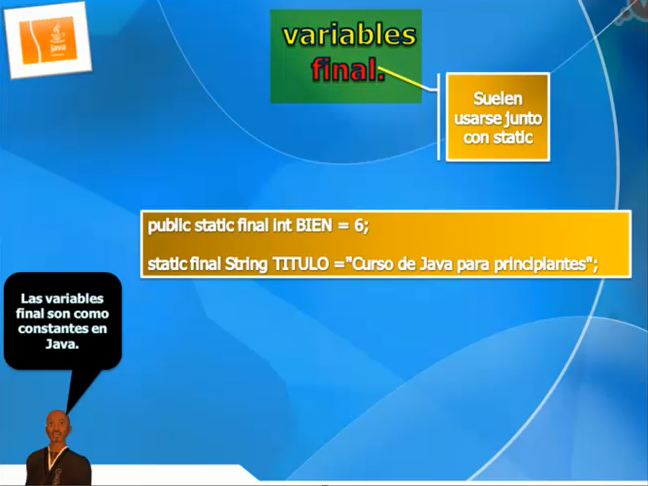 Java
variables
final.
Suelen
usarse junto
con static
public static final int BIEN = 6;
static final String TITULO ="Curso de Java para principiantes";
Las variables
final son como
constantes en
Java.